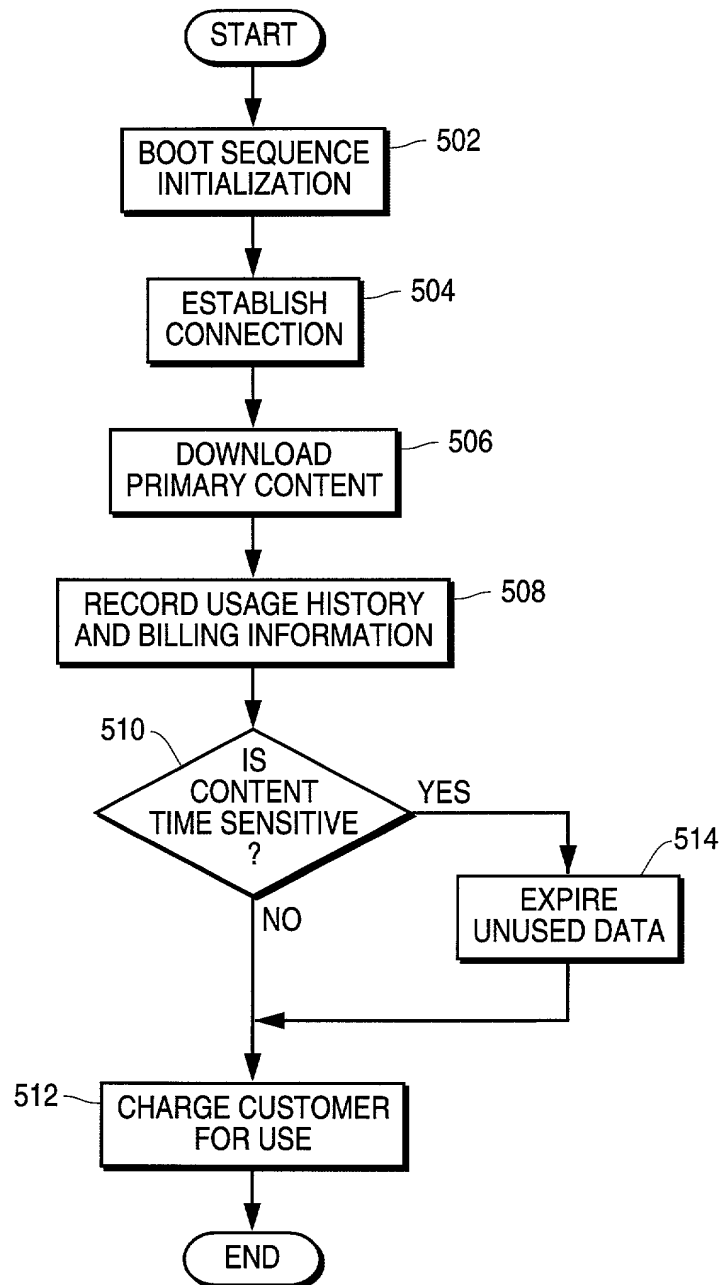 START
BOOT SEQUENCE
INITIALIZATION
502
ESTABLISH
CONNECTION
504
DOWNLOAD
PRIMARY CONTENT
506
RECORD USAGE HISTORY
AND BILLING INFORMATION
508
510
IS
CONTENT
TIME SENSITIVE
?
YES
NO
514
EXPIRE
UNUSED DATA
512
CHARGE CUSTOMER
FOR USE
END